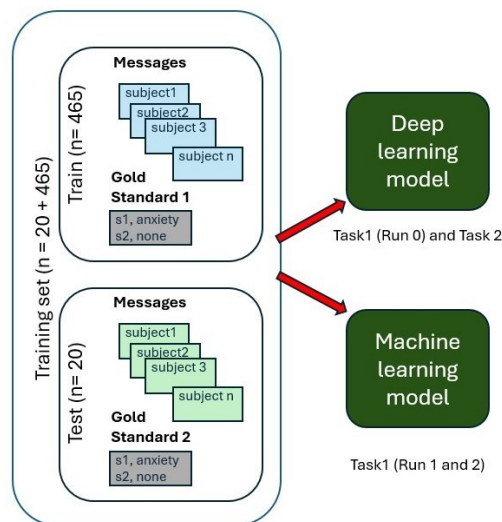 Training set (n = 20 + 465)
Train (n= 465)
Messages
subject1
subject2
subject 3
subject n
Gold
Standard 1
s1, anxiety
s2, none
Test (n= 20)
Messages
subject1
subject2
subject 3
subject n
Gold
Standard 2
s1, anxiety
s2, none
Deep
learning
model
Task1 (Run 0) and Task 2
Machine
learning
model
Task1 (Run 1 and 2)